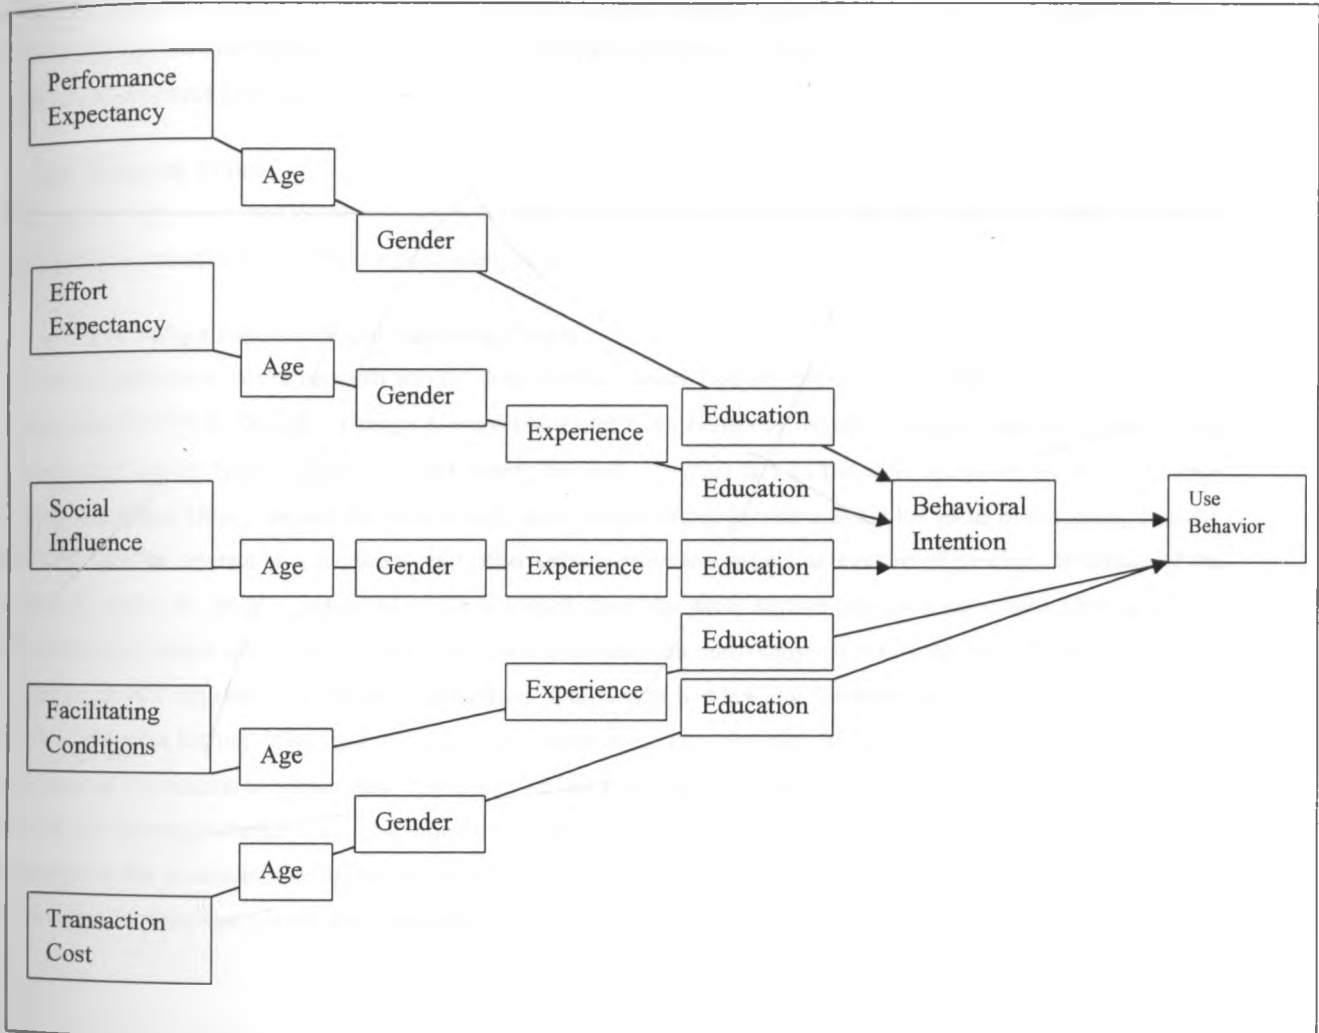 Performance
Expectancy
Age
Gender
Effort
Expectancy
Age
Gender
Experience
Education
Education
Social
Influence
Age
Gender
Experience
Education
Behavioral
Intention
Use
Behavior
Education
Experience
Education
Facilitating
Conditions
Age
Gender
Age
Transaction
Cost